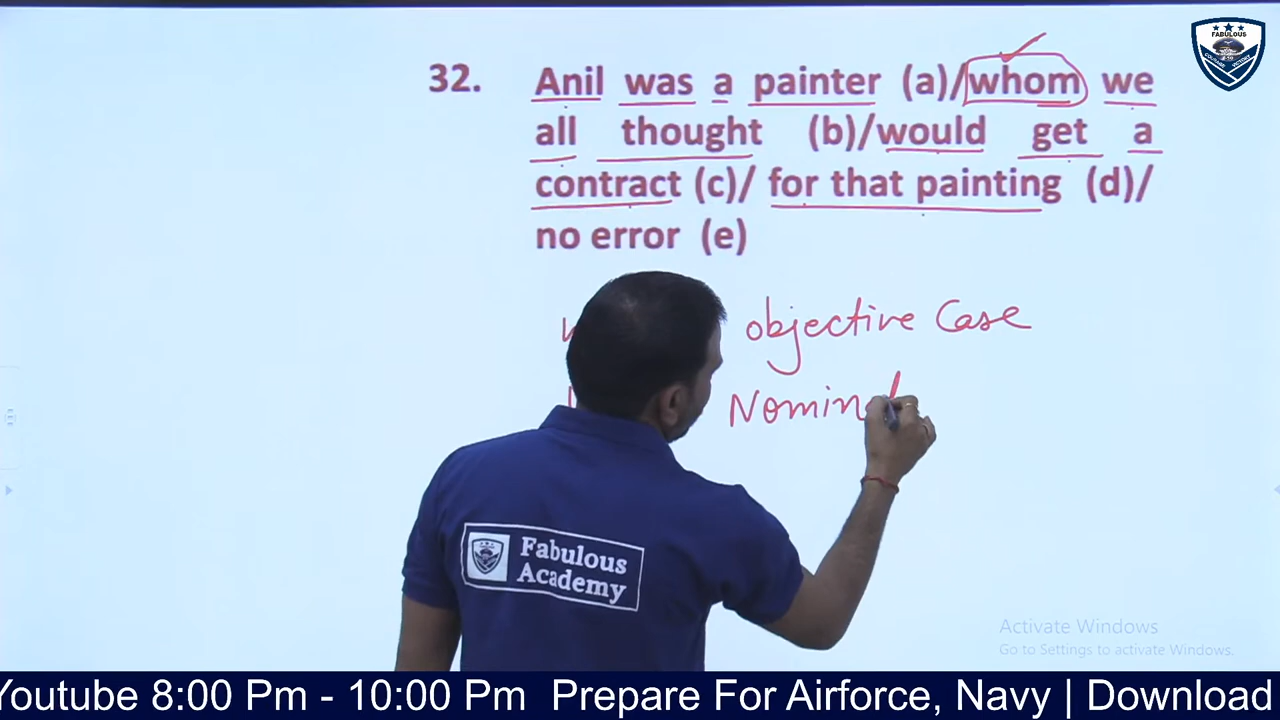 FABULOUS
32. Anil was a painter (a)/whom we
all thought (b)/would get a
contract (c)/ for that painting (d)/
no error (e)
objective Case
Fabulous
Academy
Activate Windows
Go to Settings to activate Windows.
Youtube 8:00 Pm - 10:00 Pm Prepare For Airforce, Navy | Download